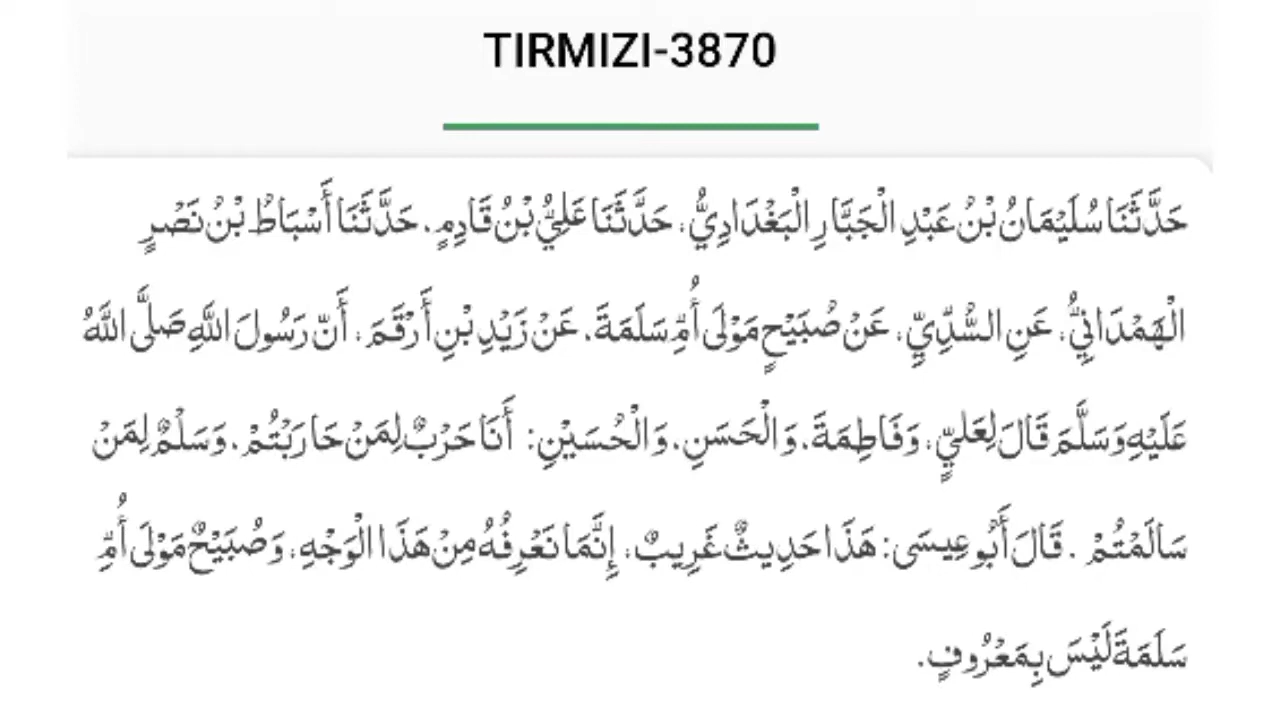 TIRMIZI-3870
حَدَّثَنَا سُلَيْمَانُ بْنُ عَبْدِ الْجَبَّارِ الْبَغْدَادِيُّ، حَدَّثَنَا عَلِيُّ بْنُ قَادِمٍ، حَدَّثَنَا أَسْبَاطُ بْنُ نَصْرٍ
الْهَمْدَانِيُّ، عَنِ السُّدِّيِّ، عَنْ صُبَيْحٍ مَوْلَى أُمِّ سَلَمَةَ، عَنْ زَيْدِ بْنِ أَرْقَمَ، أَنّ رَسُولَ اللَّهِ صَلَّى اللَّهُ
عَلَيْهِ وَسَلَّمَ قَالَ لِعَلِيٍّ، وَفَاطِمَةَ، وَالْحَسَنِ، وَالْحُسَيْنِ: أَنَا حَرْبٌ لِمَنْ حَارَبْتُمْ، وَسَلْمٌ لِمَنْ
سَالَمْتُمْ . قَالَ أَبُو عِيسَى: هَذَا حَدِيثٌ غَرِيبٌ، إِنَّمَا نَعْرِفُهُ مِنْ هَذَا الْوَجْهِ، وَصُبَيْحٌ مَوْلَى أُمِّ
سَلَمَةَ لَيْسَ بِمَعْرُوفٍ.